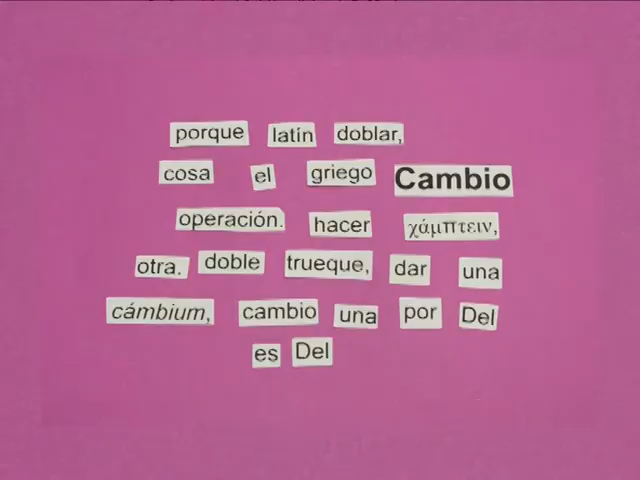 porque latín doblar,
cosa el griego Cambio
operación. hacer χάμπτειν,
otra. doble trueque, dar una
cámbium, cambio una por Del
es Del